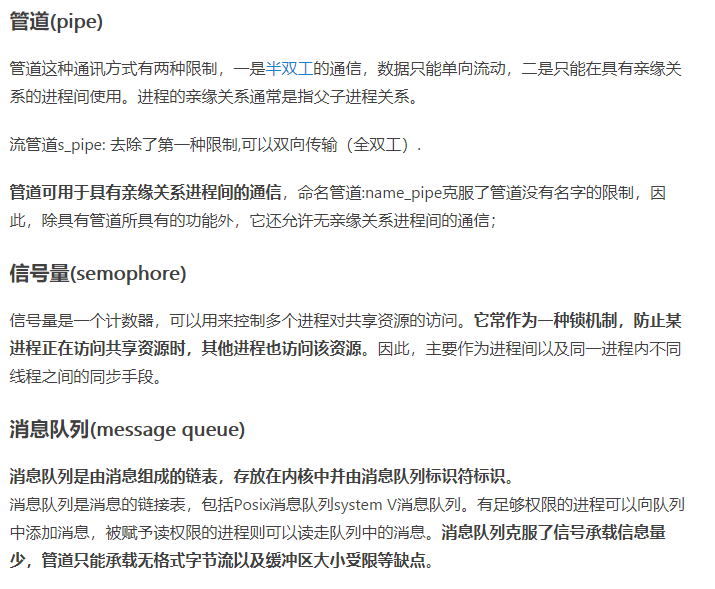 管道(pipe)
管道这种通讯方式有两种限制，一是半双工的通信，数据只能单向流动，二是只能在具有亲缘关
系的进程间使用。进程的亲缘关系通常是指父子进程关系。
流管道s_pipe: 去除了第一种限制,可以双向传输（全双工）.
管道可用于具有亲缘关系进程间的通信，命名管道:name_pipe克服了管道没有名字的限制，因
此，除具有管道所具有的功能外，它还允许无亲缘关系进程间的通信；
信号量(semophore)
信号量是一个计数器，可以用来控制多个进程对共享资源的访问。它常作为一种锁机制，防止某
进程正在访问共享资源时，其他进程也访问该资源。因此，主要作为进程间以及同一进程内不同
线程之间的同步手段。
消息队列(message queue)
消息队列是由消息组成的链表，存放在内核中并由消息队列标识符标识。
消息队列是消息的链接表，包括Posix消息队列system V消息队列。有足够权限的进程可以向队列
中添加消息，被赋予读权限的进程则可以读走队列中的消息。消息队列克服了信号承载信息量
少，管道只能承载无格式字节流以及缓冲区大小受限等缺点。